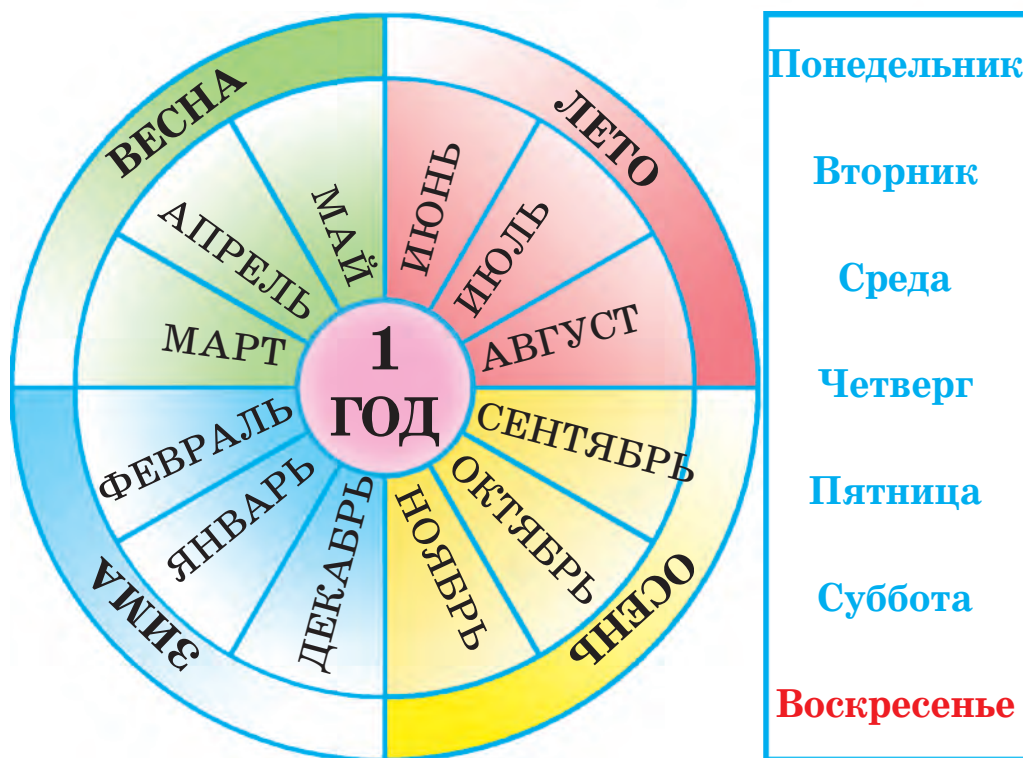 ВЕСНА
МАРТ
АПРЕЛЬ
МАЙ
ЛЕТО
ИЮНЬ
ИЮЛЬ
АВГУСТ
ОСЕНЬ
СЕНТЯБРЬ
ОКТЯБРЬ
НОЯБРЬ
ЗИМА
ДЕКАБРЬ
ЯНВАРЬ
ФЕВРАЛЬ
1
ГОД
Понедельник
Вторник
Среда
Четверг
Пятница
Суббота
Воскресенье